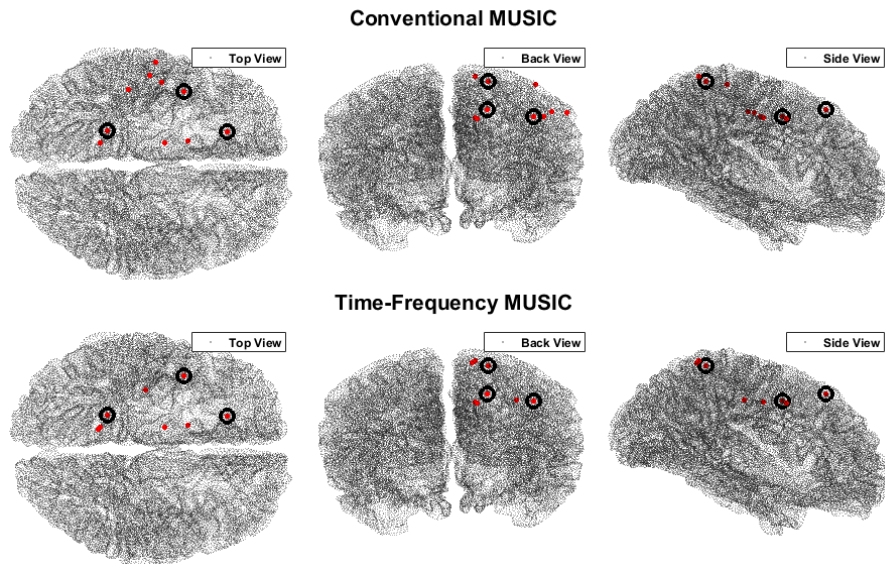 Conventional MUSIC
Top View
Back View
Side View
Time-Frequency MUSIC
Top View
Back View
Side View